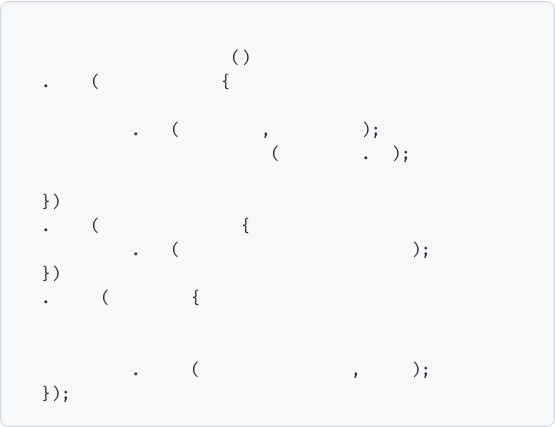 ()
. ( {
. ( , );
( . );
})
. ( {
. ( );
})
. ( {
. ( , );
});